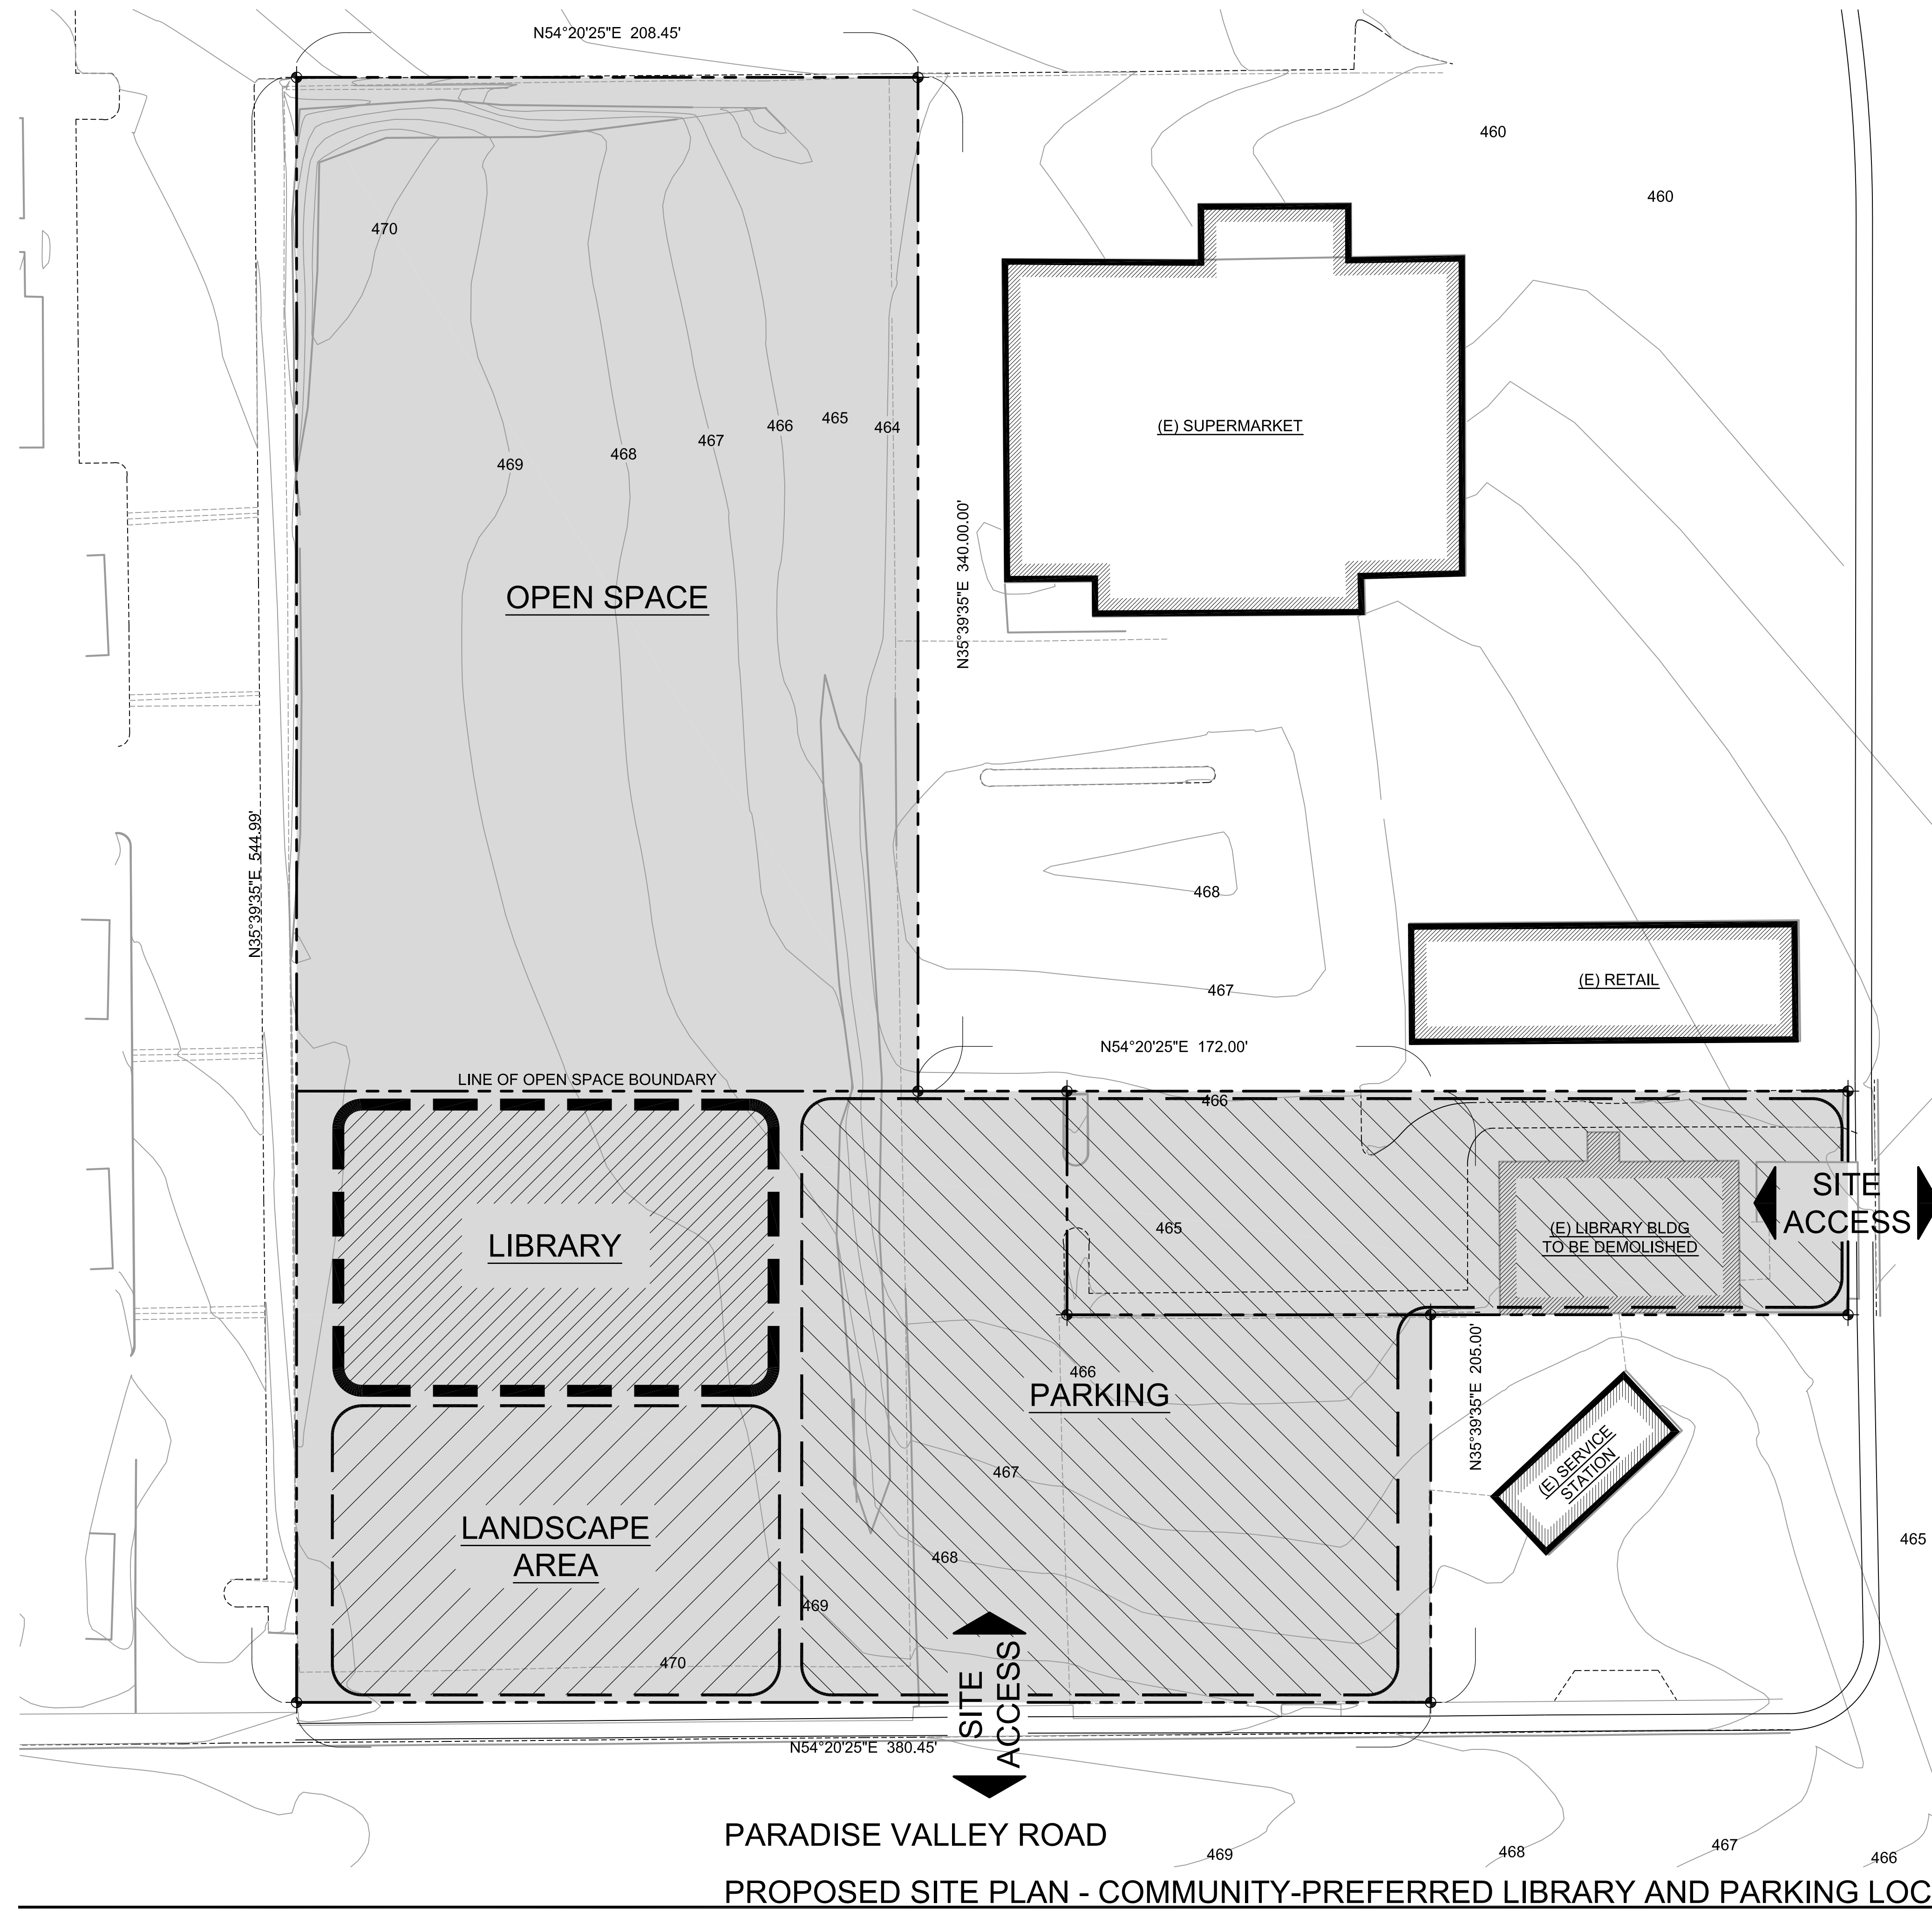 N54°20'25"E 208.45'
460
460
470
(E) SUPERMARKET
465
466
464
467
468
469
N35°39'35"E 340.00.00'
OPEN SPACE
N35°39'35"E 544.99'
468
(E) RETAIL
467
N54°20'25"E 172.00'
LINE OF OPEN SPACE BOUNDARY
466
SITE
ACCESS
465
(E) LIBRARY BLDG
TO BE DEMOLISHED
LIBRARY
N35°39'35"E 205.00'
466
PARKING
(E) SERVICE
STATION
467
LANDSCAPE
AREA
465
468
469
470
SITE
ACCESS
N54°20'25"E 380.45'
PARADISE VALLEY ROAD
469
468
467
466
PROPOSED SITE PLAN - COMMUNITY-PREFERRED LIBRARY AND PARKING LOC